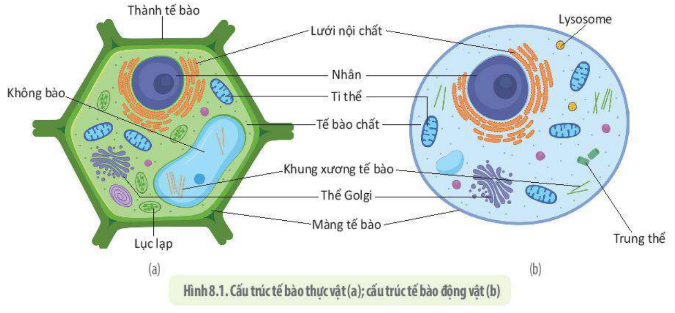 Thành tế bào
Lysosome
Lưới nội chất
Nhân
Không bào
Ti thể
Tế bào chất
Khung xương tế bào
Thể Golgi
Màng tế bào
Trung thể
Lục lạp
(a)
(b)
Hình 8.1. Cấu trúc tế bào thực vật (a); cấu trúc tế bào động vật (b)